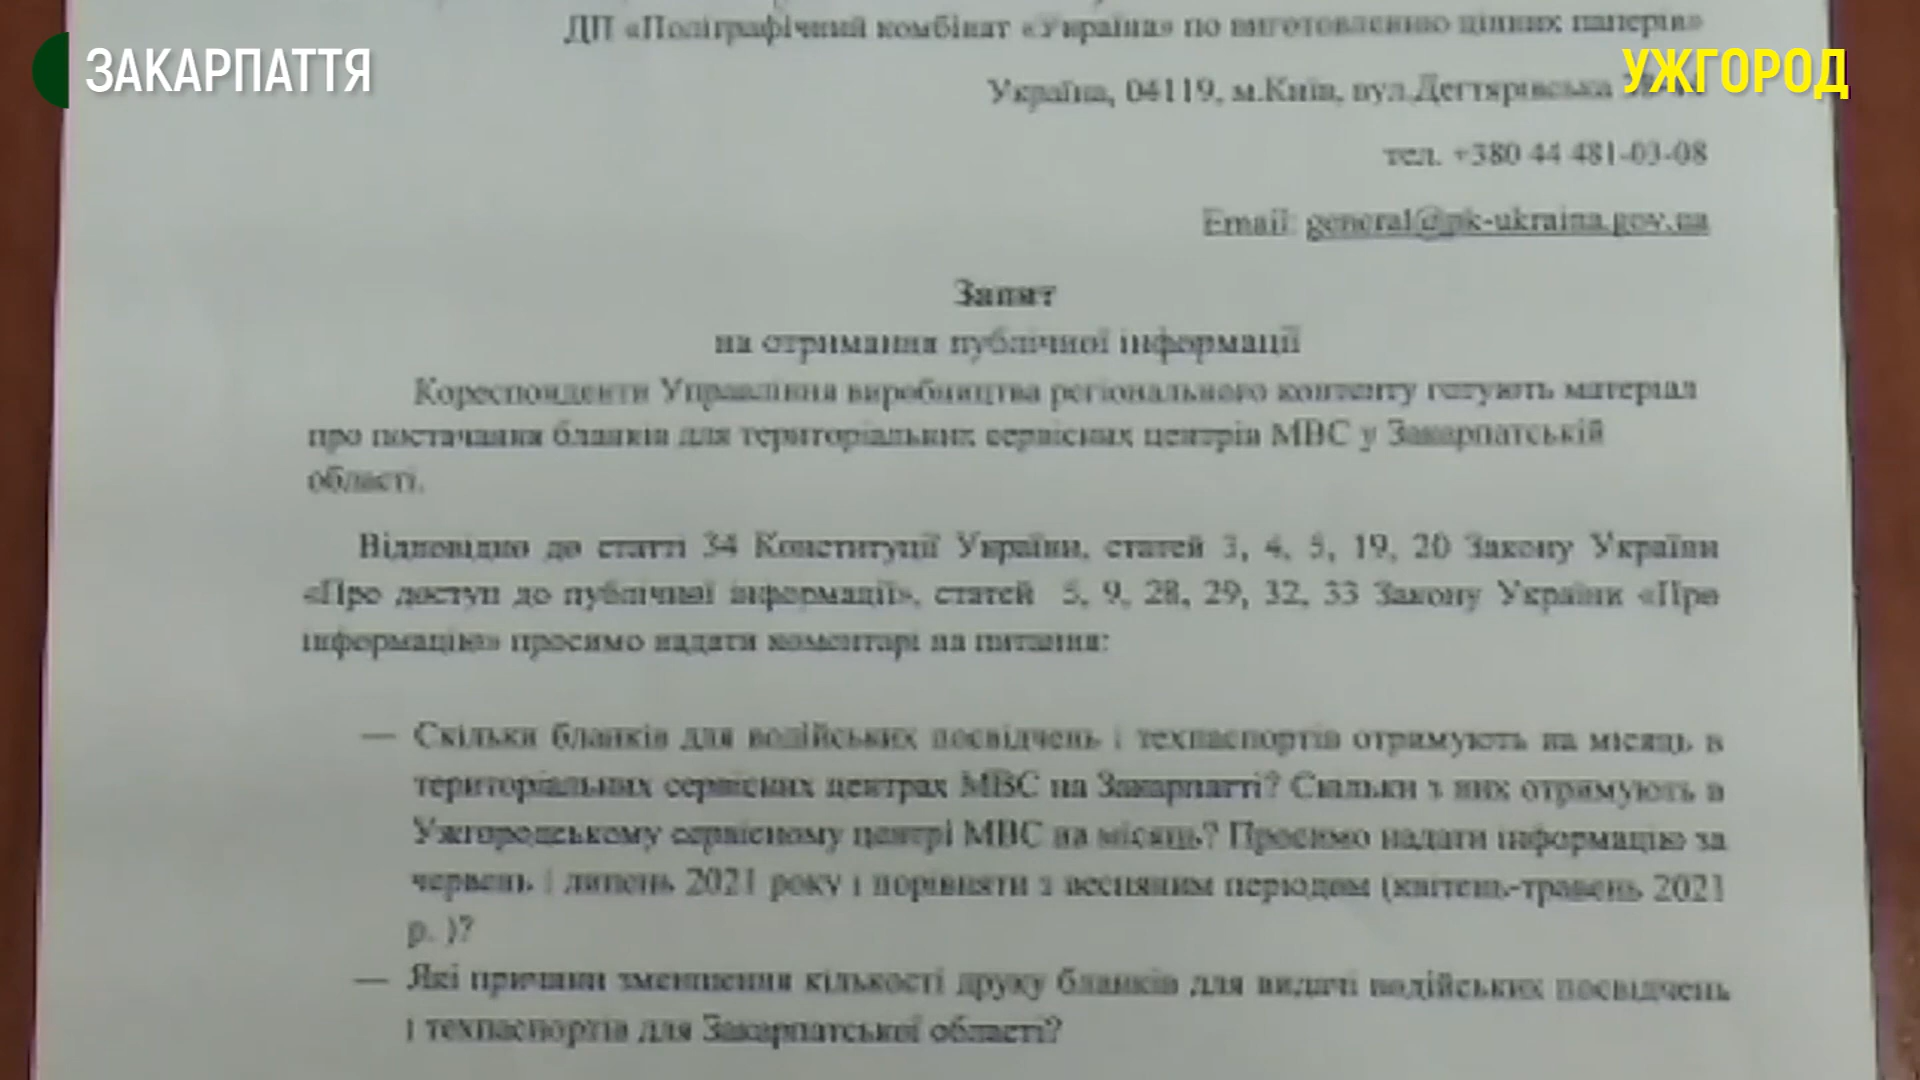 ЗАКАРПАТТЯ
УЖГОРОД
ДП «Поліграфічний комбінат «Україна» по виготовленню цінних паперів»
Україна, 04119, м.Київ, вул.Дегтярівська
тел. +380 44 481-03-08
Email: general@pk-ukraina.gov.ua
Запит
на отримання публічної інформації
Кореспонденти Управління виробництва регіонального контенту готують матеріал
про постачання бланків для територіальних сервісних центрів МВС у Закарпатській
області.
Відповідно до статті 34 Конституції України, статей 3, 4, 5, 19, 20 Закону України
«Про доступ до публічної інформації», статей 5, 9, 28, 29, 32, 33 Закону України «Про
інформацію» просимо надати коментарі на питання:
— Скільки бланків для водійських посвідчень і техпаспортів отримують на місяць в
територіальних сервісних центрах МВС на Закарпатті? Скільки з них отримують в
Ужгородському сервісному центрі МВС на місяць? Просимо надати інформацію за
червень і липень 2021 року і порівняти з весняним періодом (квітень-травень 2021
р. )?
— Які причини зменшення кількості друку бланків для видачі водійських посвідчень
і техпаспортів для Закарпатської області?